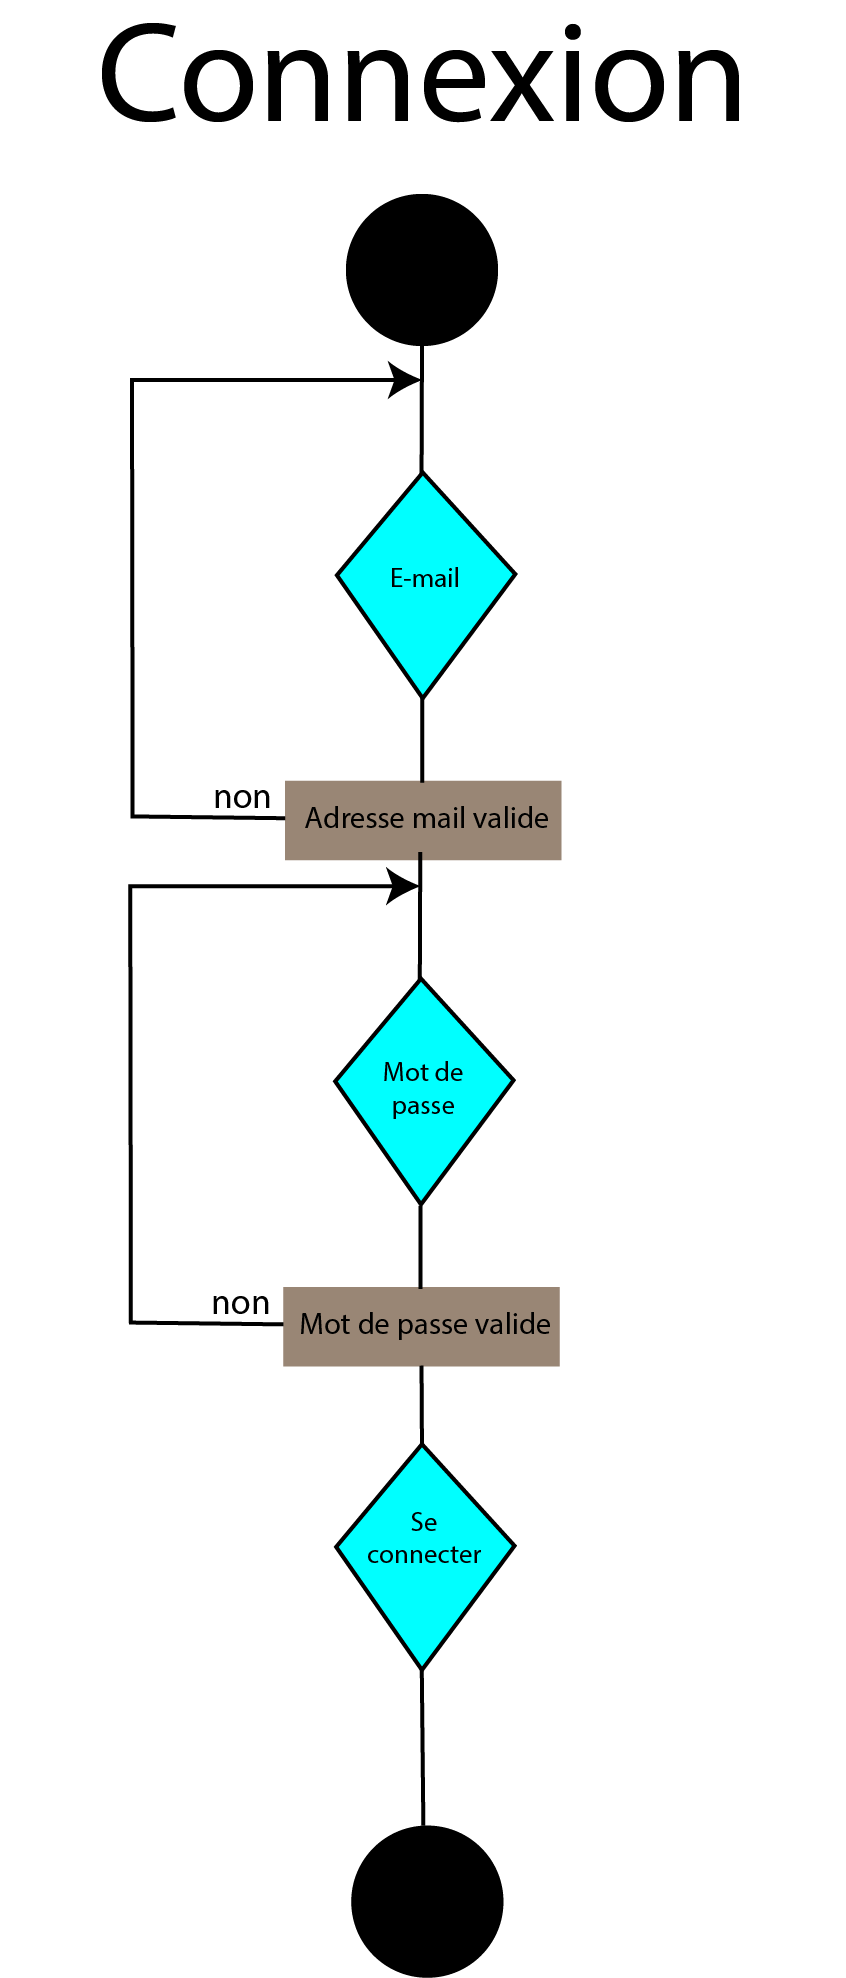 Connexion
E-mail
non
Adresse mail valide
Mot de
passe
non
Mot de passe valide
Se
connecter